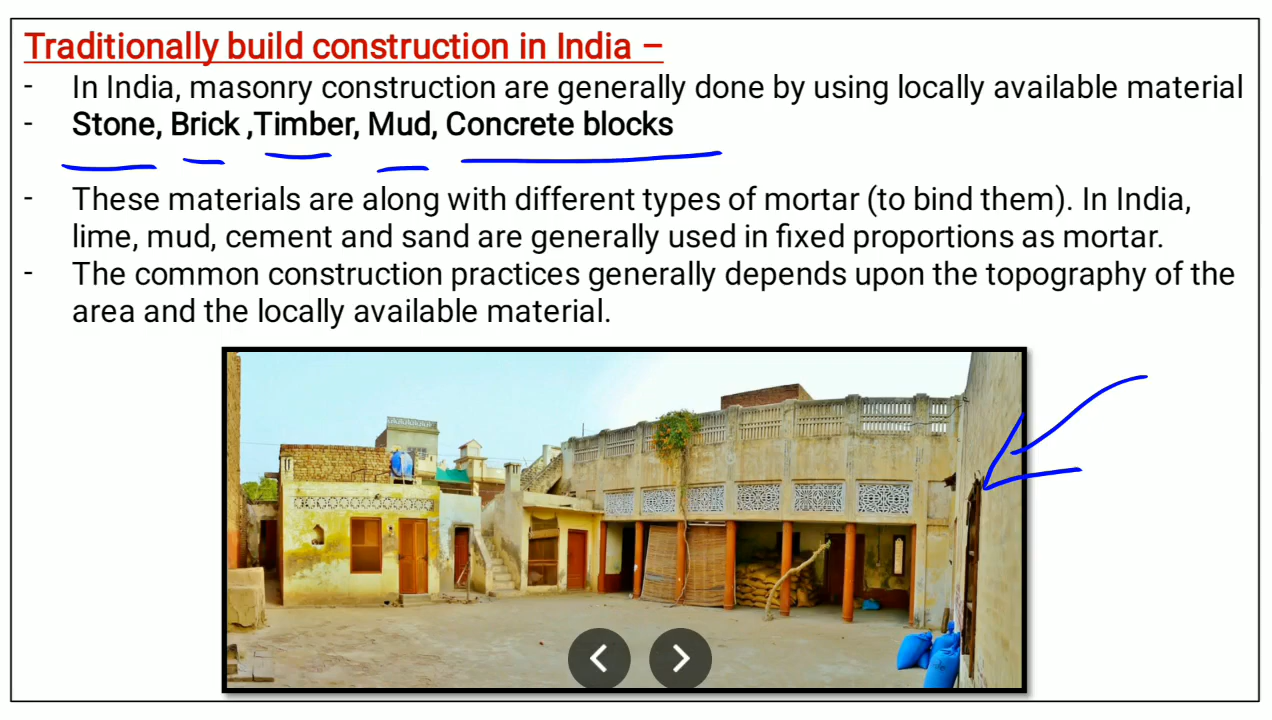 Traditionally build construction in India –
- In India, masonry construction are generally done by using locally available material
- Stone, Brick ,Timber, Mud, Concrete blocks
- These materials are along with different types of mortar (to bind them). In India,
lime, mud, cement and sand are generally used in fixed proportions as mortar.
- The common construction practices generally depends upon the topography of the
area and the locally available material.